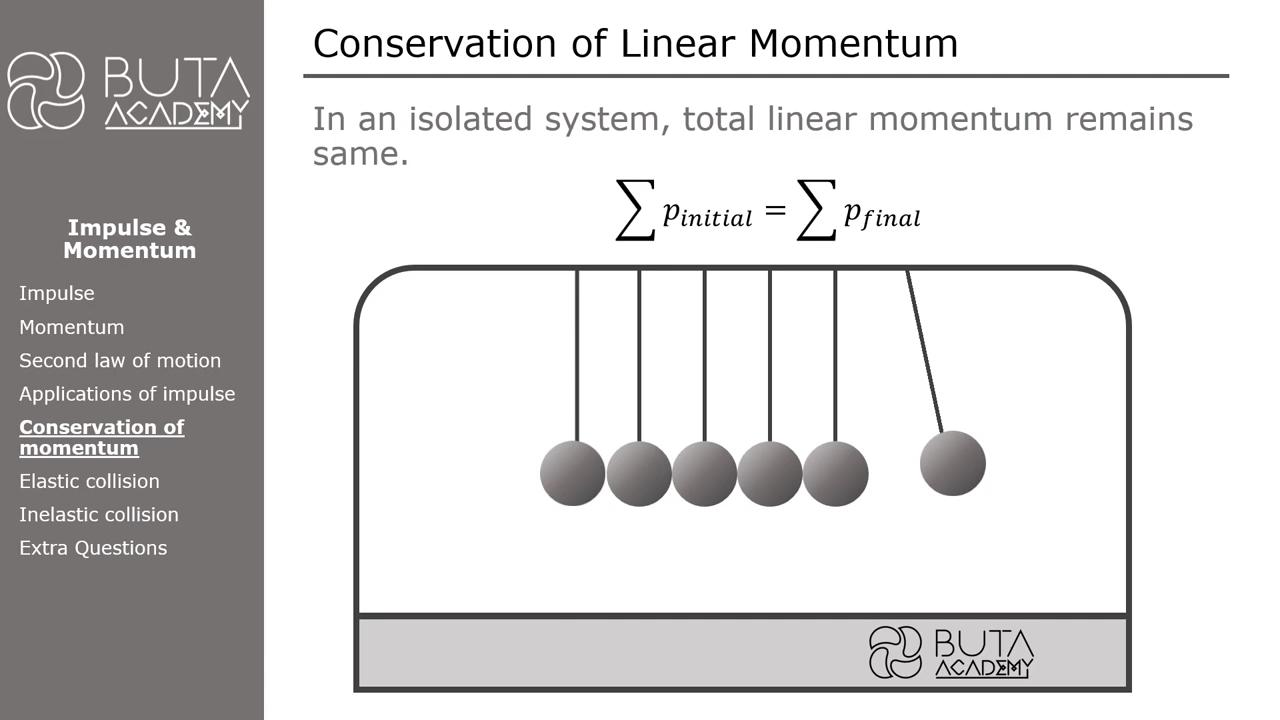 BUTA
ACADEMY
Impulse &
Momentum
Impulse
Momentum
Second law of motion
Applications of impulse
Conservation of
momentum
Elastic collision
Inelastic collision
Extra Questions
Conservation of Linear Momentum
In an isolated system, total linear momentum remains
same.
∑ p_initial = ∑ p_final
BUTA
ACADEMY